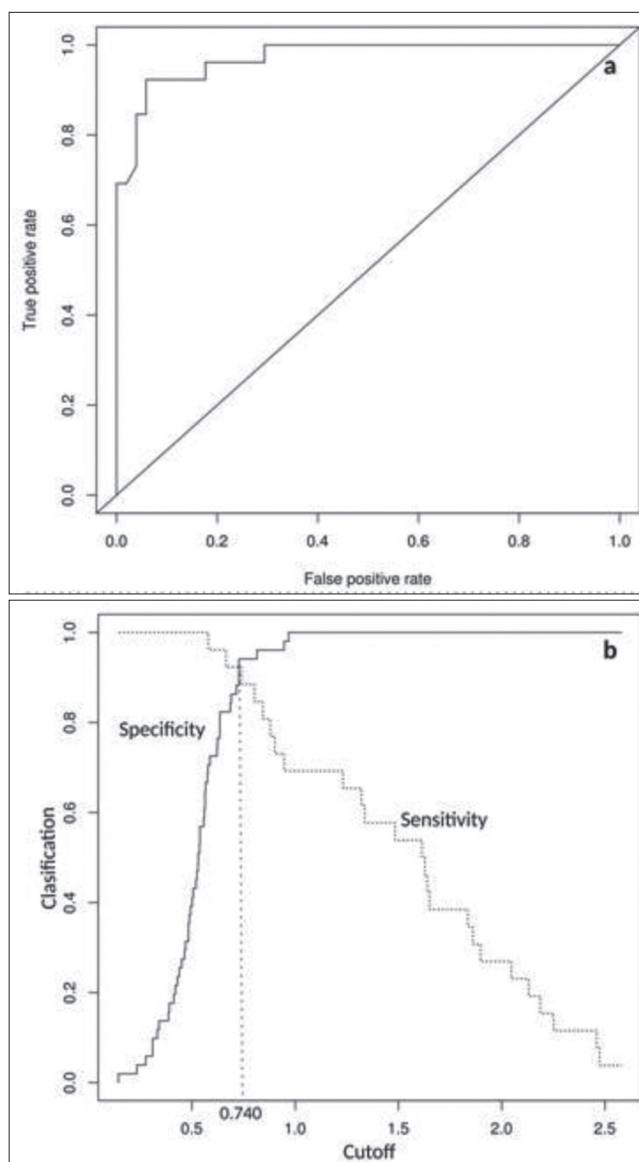 a
1.0
0.8
0.6
0.4
0.2
0.0
True positive rate
0.0 0.2 0.4 0.6 0.8 1.0
False positive rate
b
1.0
0.8
0.6
0.4
0.2
0.0
Clasification
Specificity
Sensitivity
0.740
0.5 1.0 1.5 2.0 2.5
Cutoff